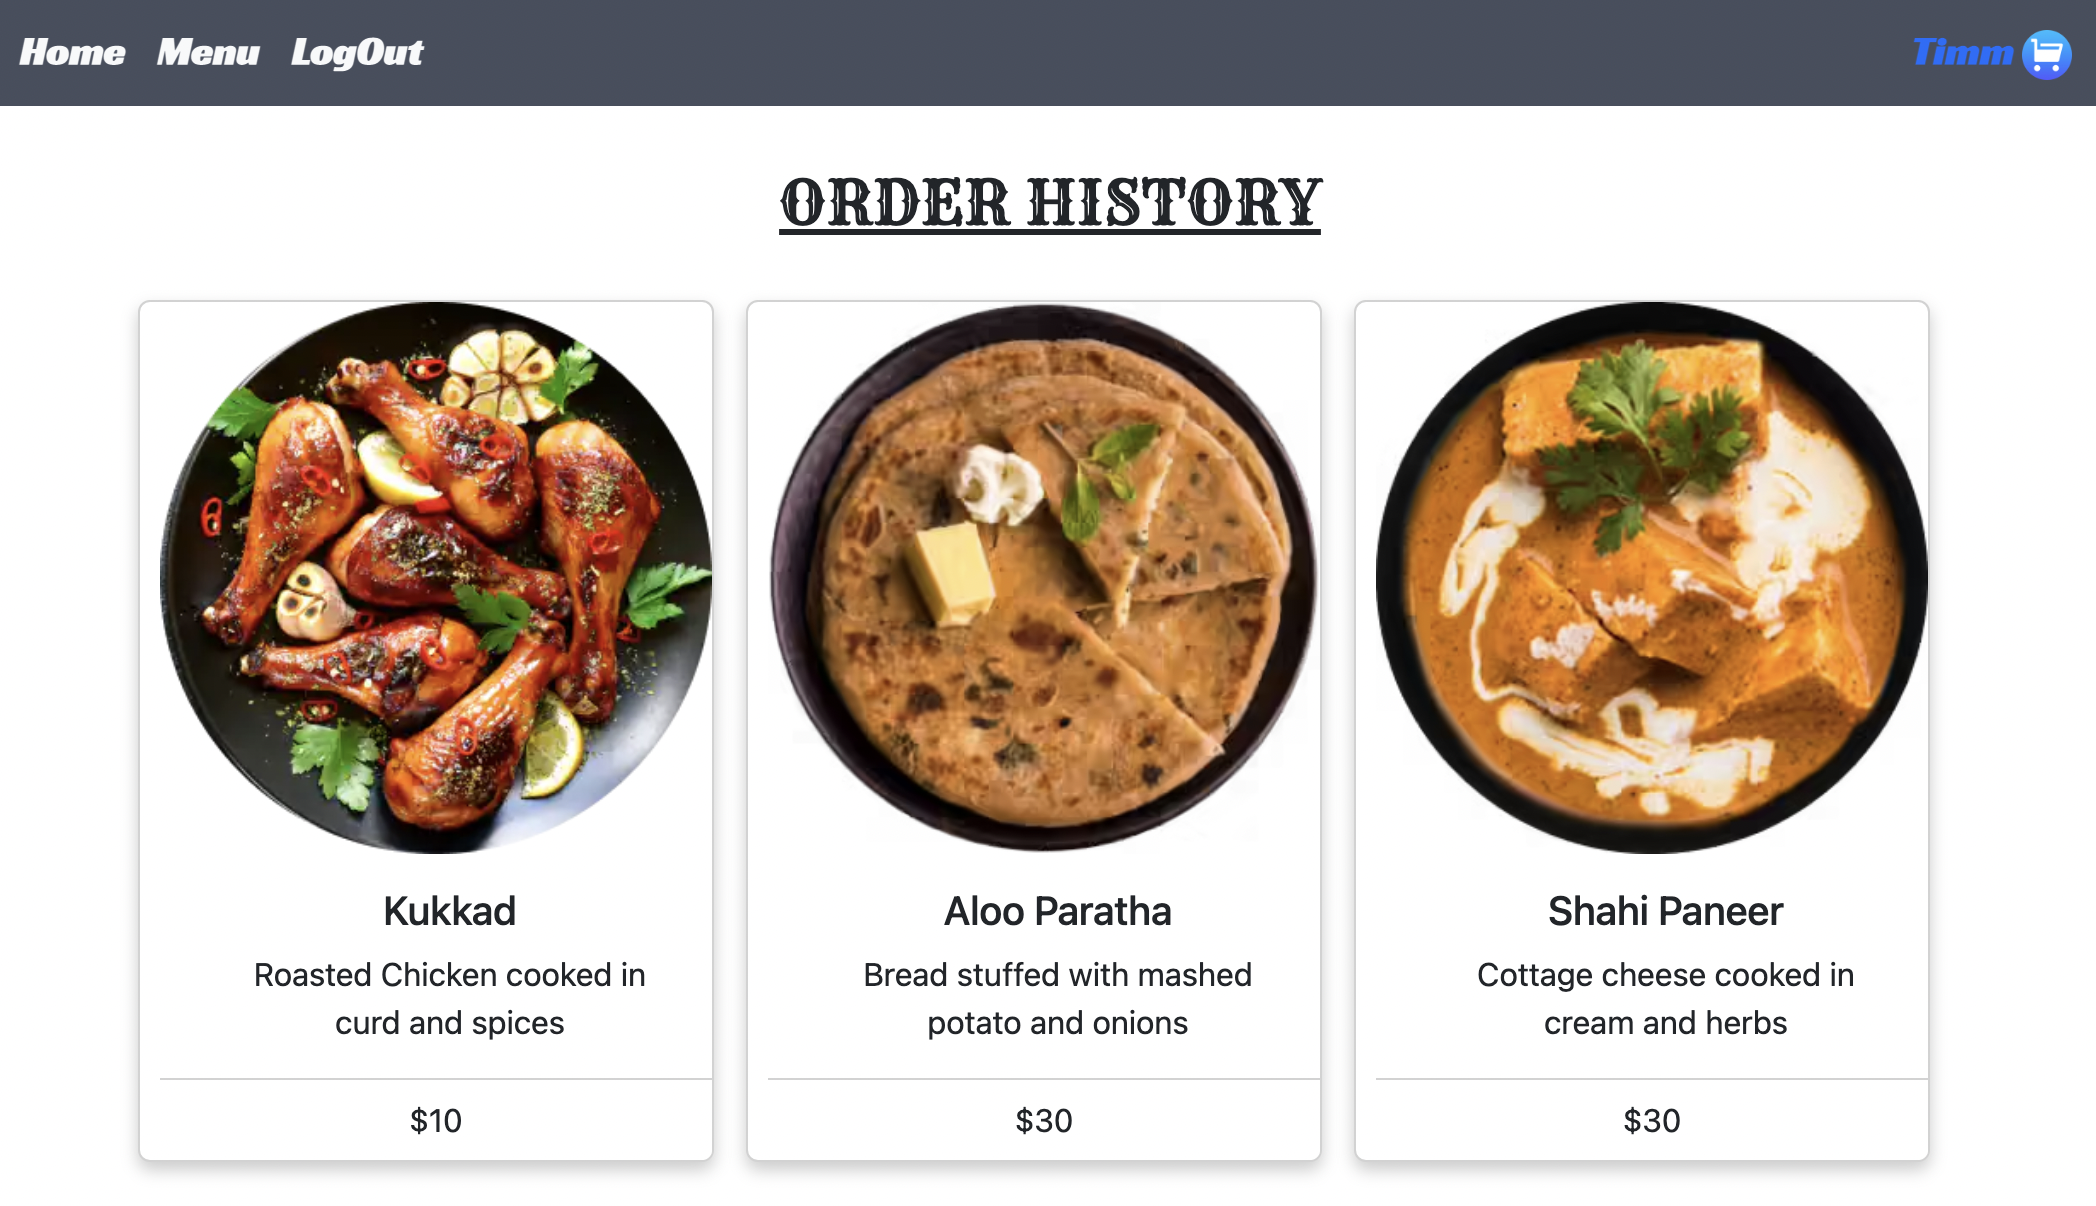 Home Menu LogOut Timm
ORDER HISTORY
Kukkad
Roasted Chicken cooked in
curd and spices
$10
Aloo Paratha
Bread stuffed with mashed
potato and onions
$30
Shahi Paneer
Cottage cheese cooked in
cream and herbs
$30